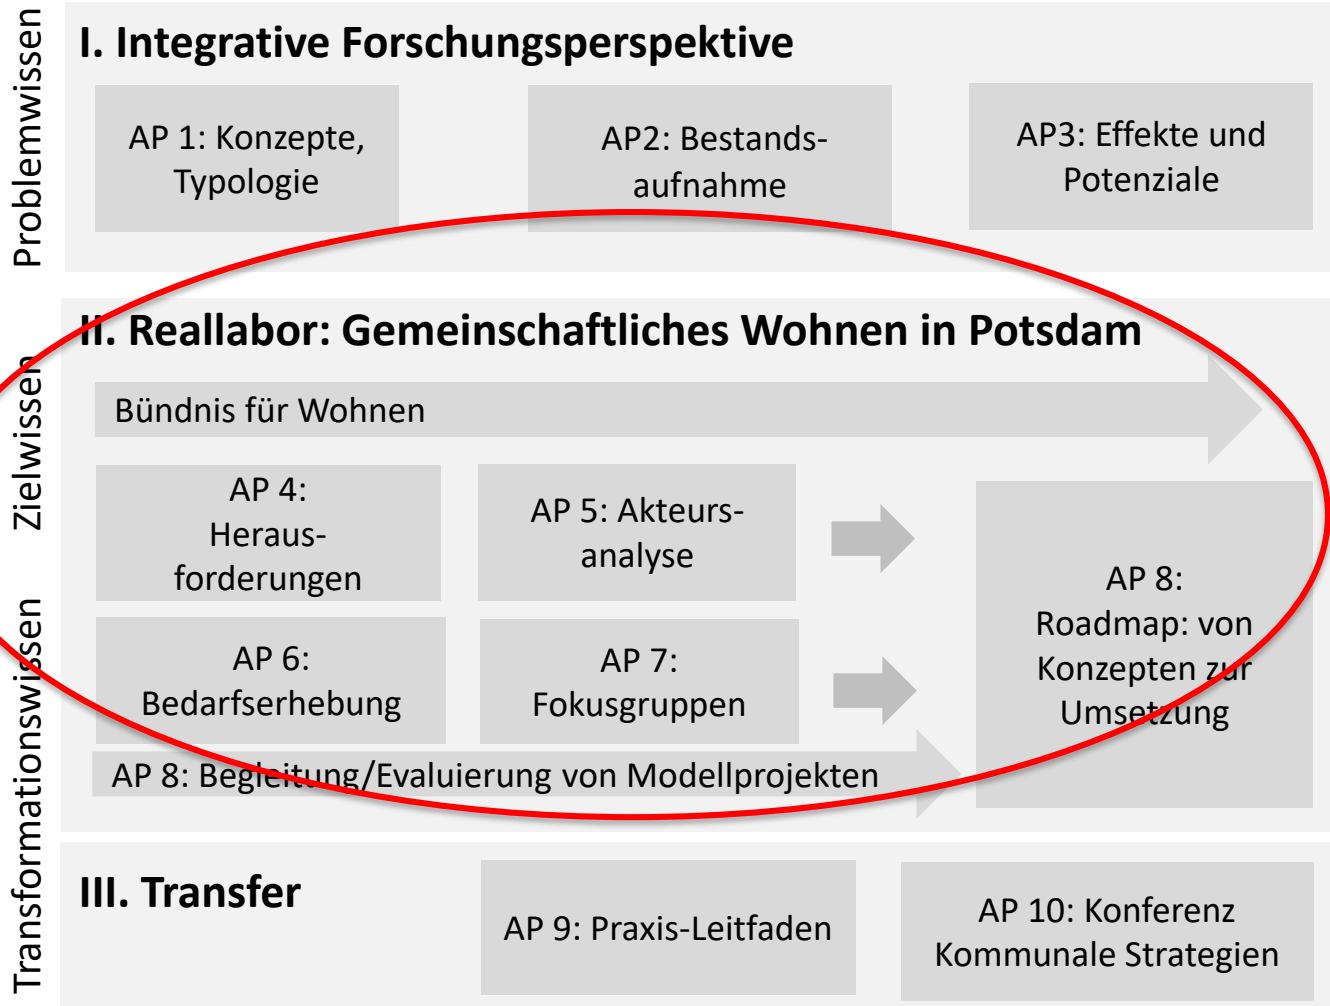 Problemwissen
I. Integrative Forschungsperspektive
AP 1: Konzepte,
Typologie
AP2: Bestands-
aufnahme
AP3: Effekte und
Potenziale
Zielwissen
II. Reallabor: Gemeinschaftliches Wohnen in Potsdam
Bündnis für Wohnen
AP 4:
Heraus-
forderungen
AP 5: Akteurs-
analyse
Transformationswissen
AP 6:
Bedarfserhebung
AP 7:
Fokusgruppen
AP 8:
Roadmap: von
Konzepten zur
Umsetzung
AP 8: Begleitung/Evaluierung von Modellprojekten
III. Transfer
AP 9: Praxis-Leitfaden
AP 10: Konferenz
Kommunale Strategien